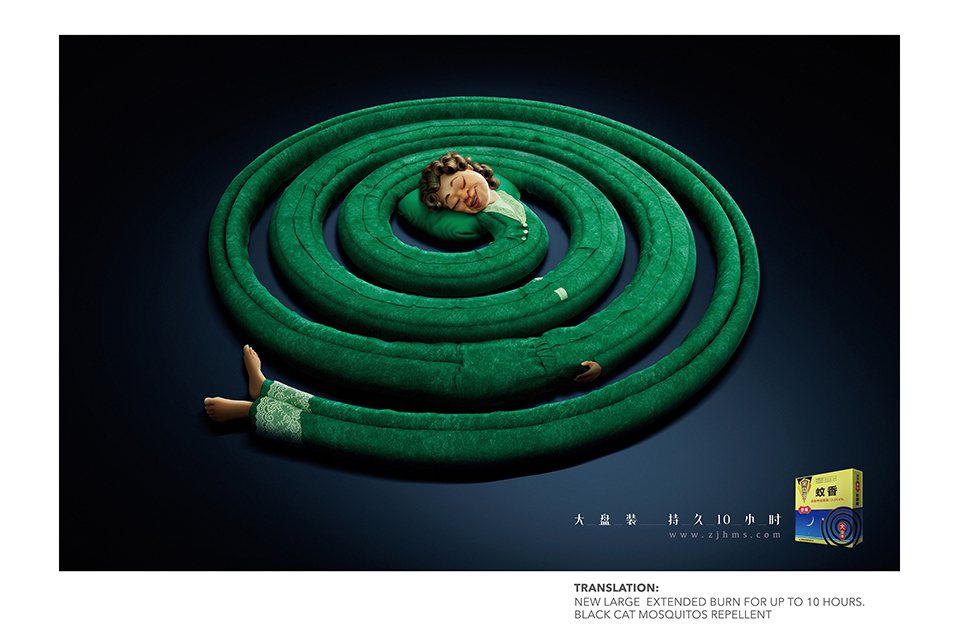 大盘装 持久10小时
www.zjhms.com
蚊香
TRANSLATION:
NEW LARGE  EXTENDED BURN FOR UP TO 10 HOURS.
BLACK CAT MOSQUITOS REPELLENT